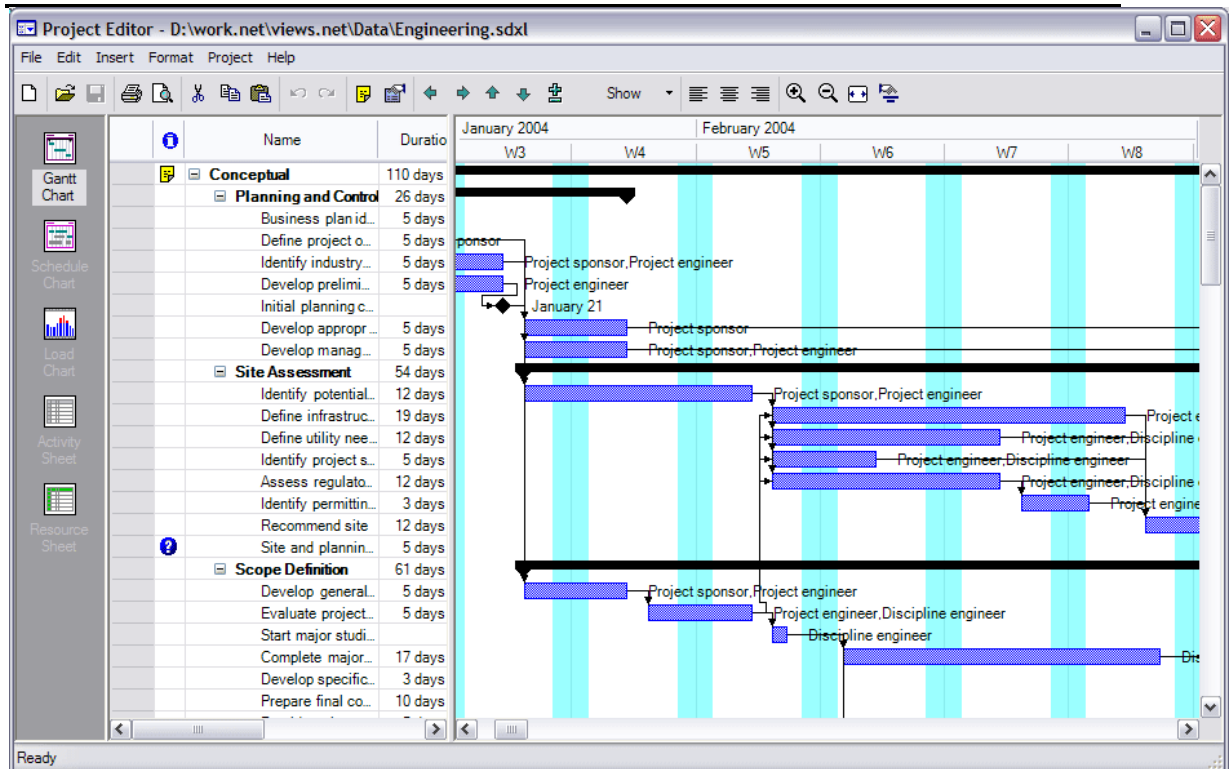 Project Editor - D:\work.net\views.net\Data\Engineering.sdxl
File Edit Insert Format Project Help
Show
Gantt
Chart
Schedule
Chart
Load
Chart
Activity
Sheet
Resource
Sheet
Name Duratio
January 2004 February 2004
W3 W4 W5 W6 W7 W8
Conceptual 110 days
Planning and Control 26 days
Business plan id... 5 days
Define project o... 5 days ponsor
Identify industry... 5 days Project sponsor,Project engineer
Develop prelimi... 5 days Project engineer
Initial planning c... January 21
Develop appropr... 5 days Project sponsor
Develop manag... 5 days Project sponsor,Project engineer
Site Assessment 54 days
Identify potential... 12 days Project sponsor,Project engineer
Define infrastruc... 19 days Project e
Define utility nee... 12 days Project engineer,Discipline
Identify project s... 5 days Project engineer,Discipline engineer
Assess regulato... 12 days Project engineer,Discipline
Identify permittin... 3 days Project engine
Recommend site 12 days
Site and plannin... 5 days
Scope Definition 61 days
Develop general... 5 days Project sponsor,Project engineer
Evaluate project... 5 days Project engineer,Discipline engineer
Start major studi... Discipline engineer
Complete major... 17 days Dis
Develop specific... 3 days
Prepare final co... 10 days
Ready